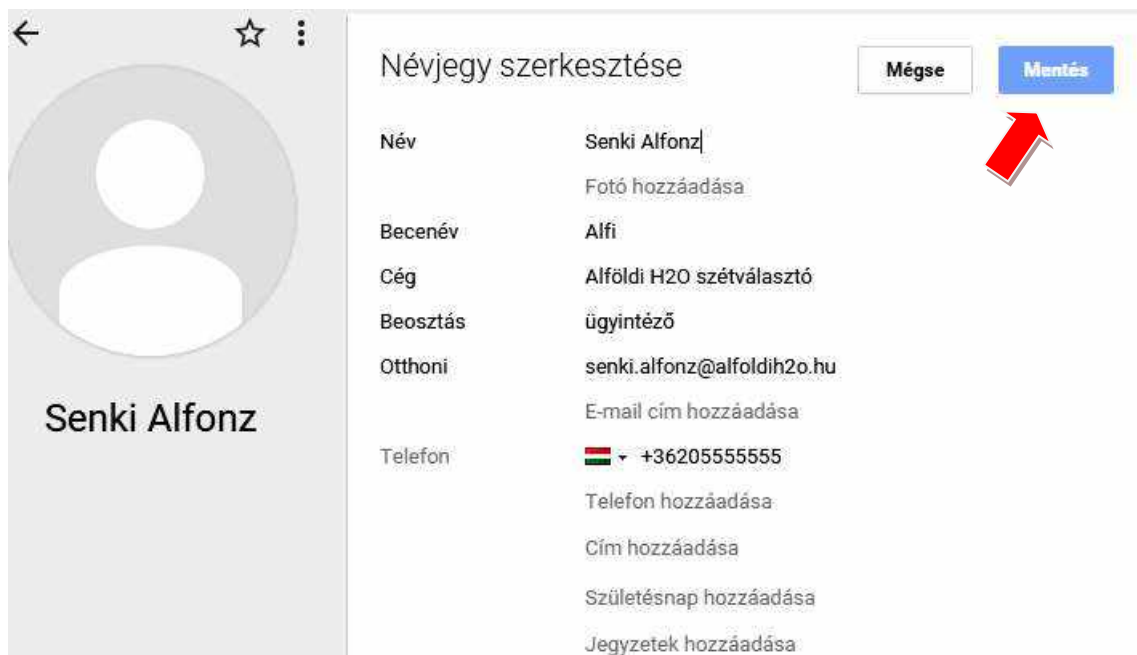 Senki Alfonz
Névjegy szerkesztése Mégse Mentés
Név Senki Alfonz
Fotó hozzáadása
Becenév Alfi
Cég Alföldi H2O szétválasztó
Beosztás ügyintéző
Otthoni senki.alfonz@alfoldih2o.hu
E-mail cím hozzáadása
Telefon +36205555555
Telefon hozzáadása
Cím hozzáadása
Születésnap hozzáadása
Jegyzetek hozzáadása